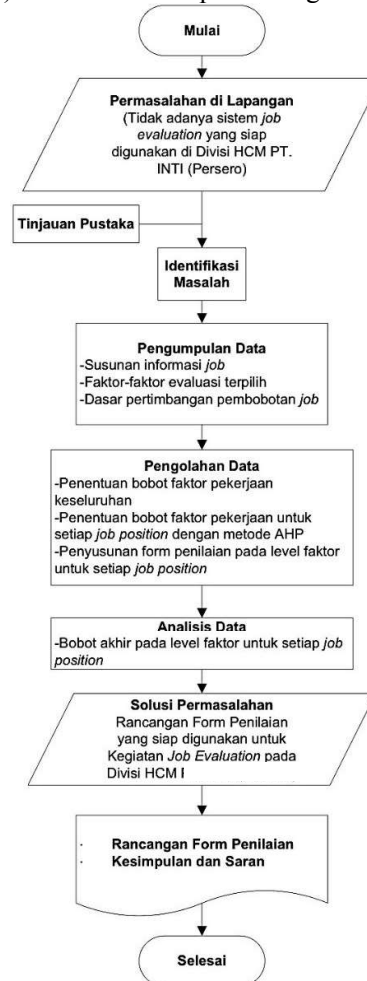 Mulai
Permasalahan di Lapangan
(Tidak adanya sistem job
evaluation yang siap
digunakan di Divisi HCM PT.
INTI (Persero)
Tinjauan Pustaka
Identifikasi
Masalah
Pengumpulan Data
-Susunan informasi job
-Faktor-faktor evaluasi terpilih
-Dasar pertimbangan pembobotan job
Pengolahan Data
-Penentuan bobot faktor pekerjaan
keseluruhan
-Penentuan bobot faktor pekerjaan untuk
setiap job position dengan metode AHP
-Penyusunan form penilaian pada level faktor
untuk setiap job position
Analisis Data
-Bobot akhir pada level faktor untuk setiap job
position
Solusi Permasalahan
Rancangan Form Penilaian
yang siap digunakan untuk
Kegiatan Job Evaluation pada
Divisi HCM
· Rancangan Form Penilaian
· Kesimpulan dan Saran
Selesai